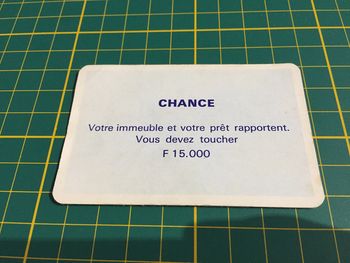 CHANCE
Votre immeuble et votre prêt rapportent.
Vous devez toucher
F 15.000